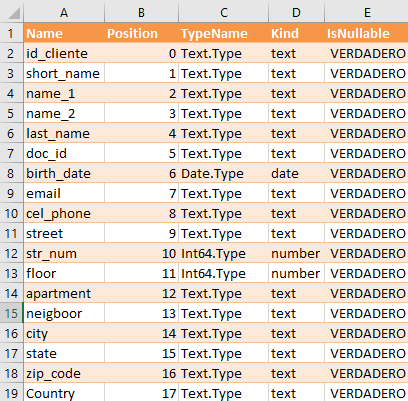 A B C D E
1 Name Position TypeName Kind IsNullable
2 id_cliente 0 Text.Type text VERDADERO
3 short_name 1 Text.Type text VERDADERO
4 name_1 2 Text.Type text VERDADERO
5 name_2 3 Text.Type text VERDADERO
6 last_name 4 Text.Type text VERDADERO
7 doc_id 5 Text.Type text VERDADERO
8 birth_date 6 Date.Type date VERDADERO
9 email 7 Text.Type text VERDADERO
10 cel_phone 8 Text.Type text VERDADERO
11 street 9 Text.Type text VERDADERO
12 str_num 10 Int64.Type number VERDADERO
13 floor 11 Int64.Type number VERDADERO
14 apartment 12 Text.Type text VERDADERO
15 neigboor 13 Text.Type text VERDADERO
16 city 14 Text.Type text VERDADERO
17 state 15 Text.Type text VERDADERO
18 zip_code 16 Text.Type text VERDADERO
19 Country 17 Text.Type text VERDADERO